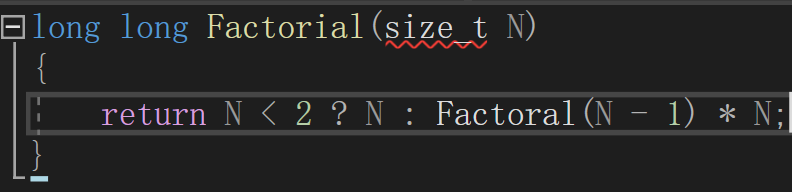 long long Factorial(size_t N)
{
return N < 2 ? N : Factoral(N - 1) * N;
}